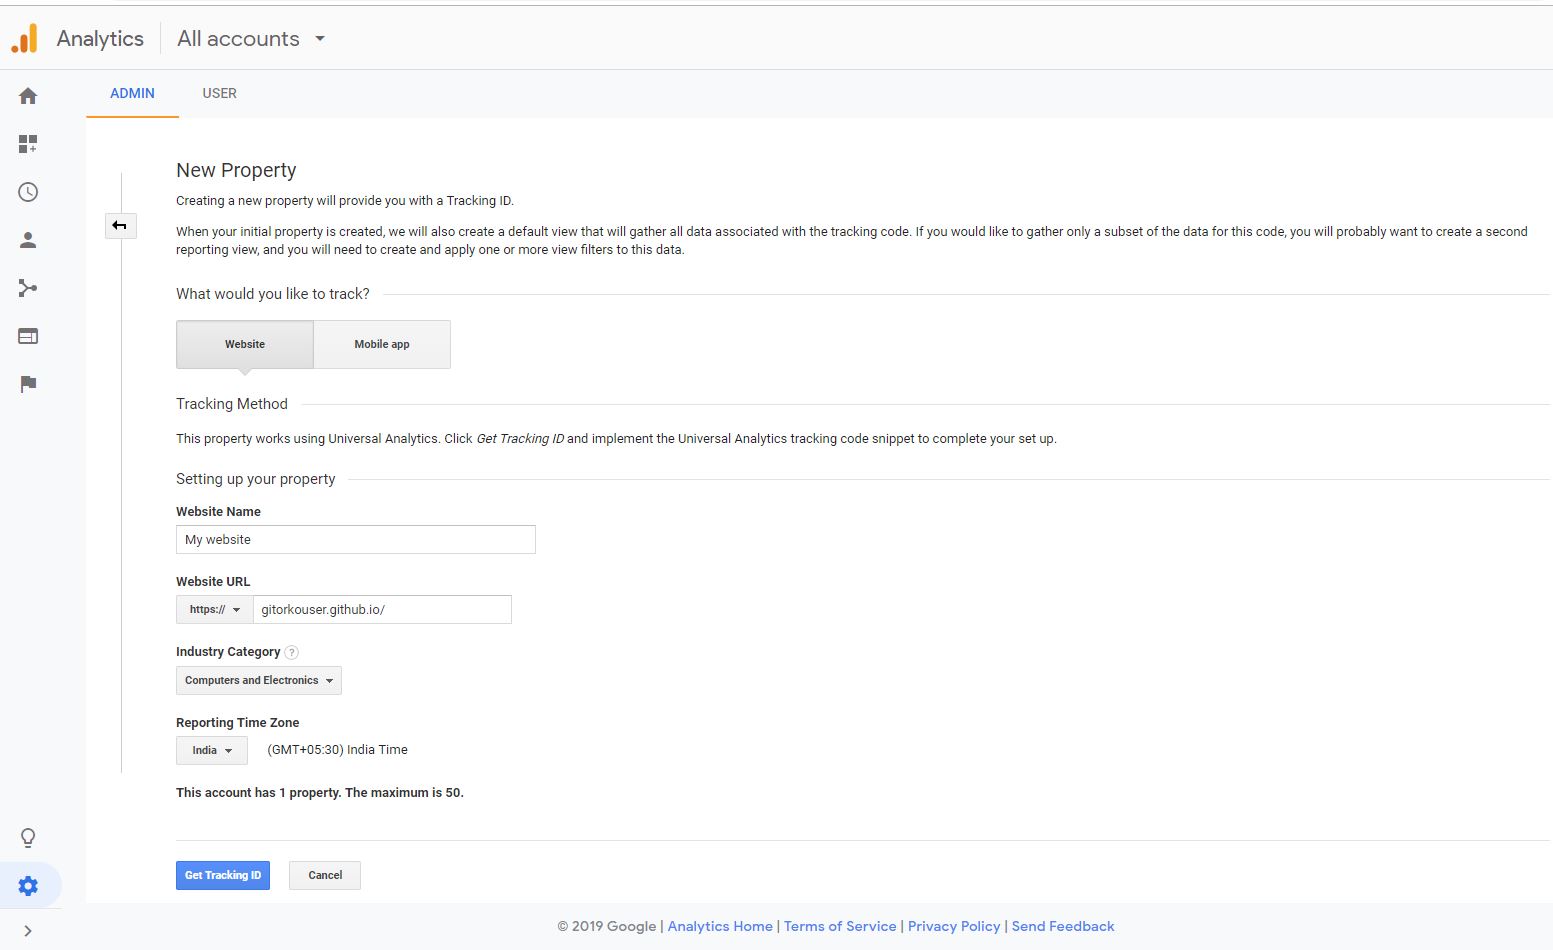 Analytics
All accounts
ADMIN
USER
New Property
Creating a new property will provide you with a Tracking ID.
When your initial property is created, we will also create a default view that will gather all data associated with the tracking code. If you would like to gather only a subset of the data for this code, you will probably want to create a second
reporting view, and you will need to create and apply one or more view filters to this data.
What would you like to track?
Website
Mobile app
Tracking Method
This property works using Universal Analytics. Click Get Tracking ID and implement the Universal Analytics tracking code snippet to complete your set up.
Setting up your property
Website Name
My website
Website URL
https://
gitorkouser.github.io/
Industry Category ?
Computers and Electronics
Reporting Time Zone
India
(GMT+05:30) India Time
This account has 1 property. The maximum is 50.
Get Tracking ID
Cancel
© 2019 Google | Analytics Home | Terms of Service | Privacy Policy | Send Feedback